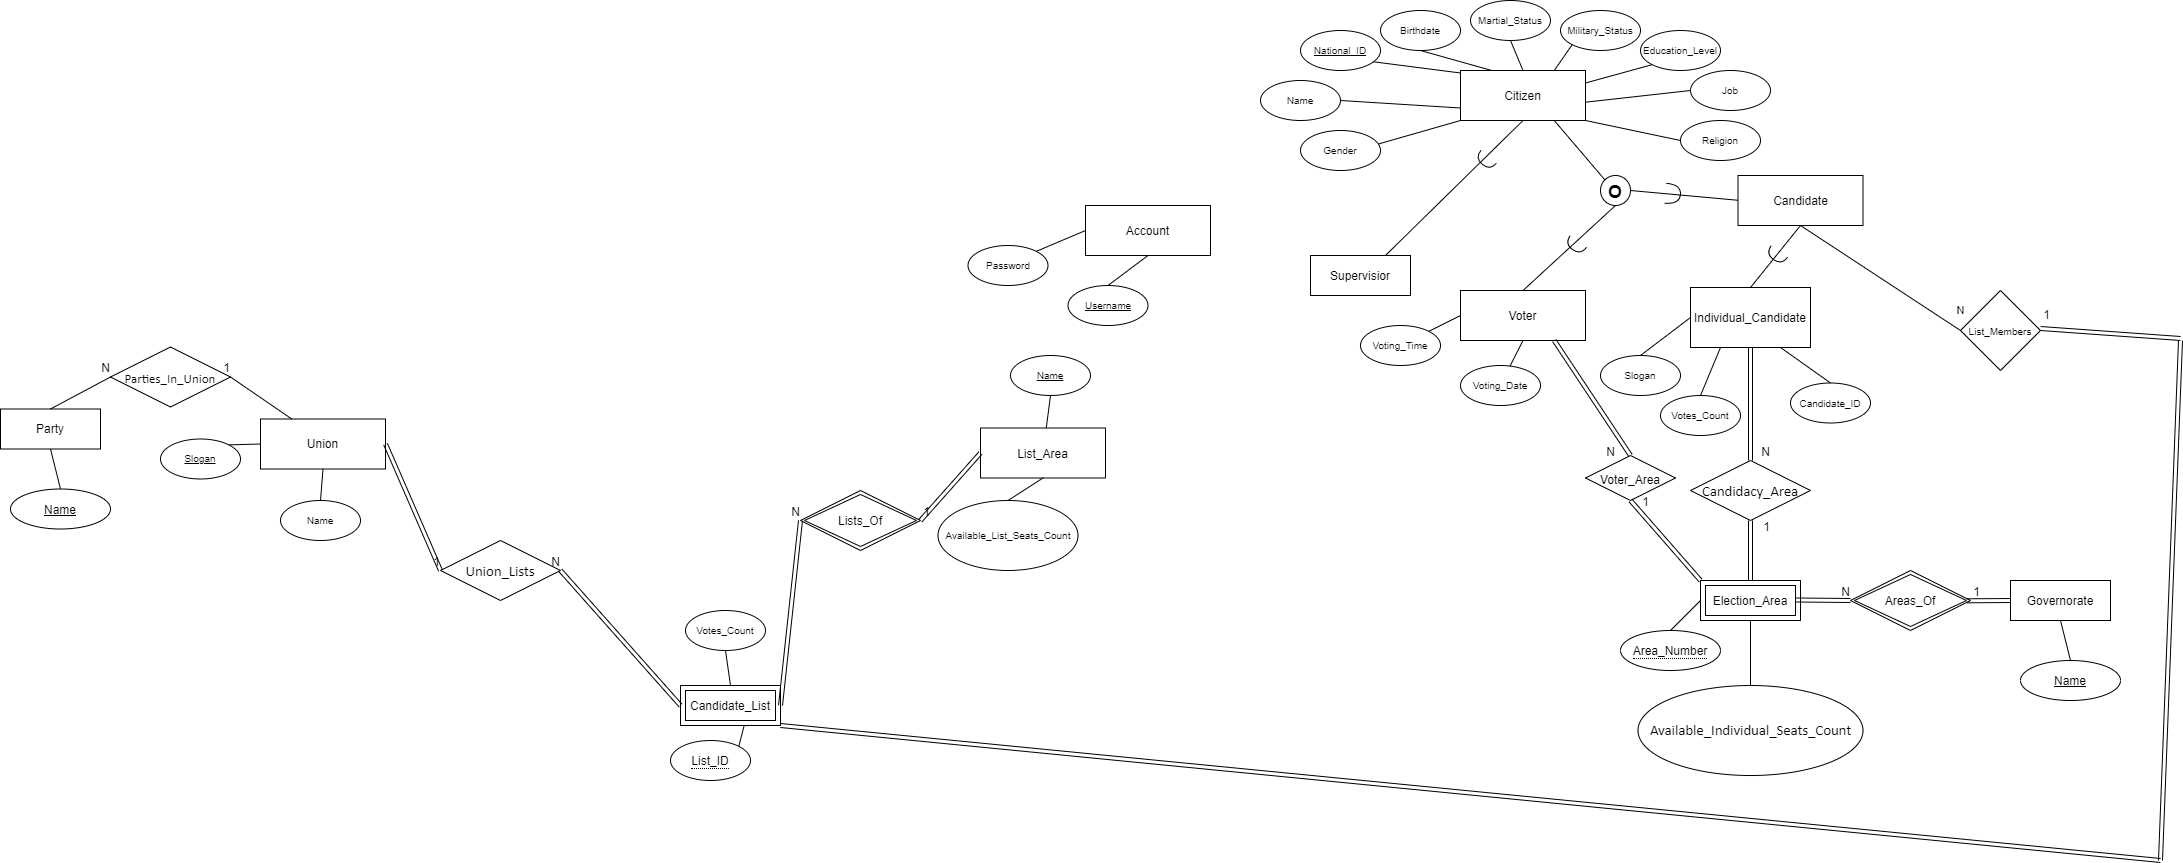 Martial_Status
Birthdate
Military_Status
National_ID
Education_Level
Name
Citizen
Job
Gender
Religion
O
Candidate
Account
Password
Username
Supervisior
Voter
Individual_Candidate
N
1
List_Members
Voting_Time
Voting_Date
Slogan
Votes_Count
Candidate_ID
N
1
Parties_In_Union
Party
Union
Slogan
Name
Name
Name
List_Area
Available_List_Seats_Count
N
1
Lists_Of
N
Voter_Area
1
N
Candidacy_Area
1
1
N
Union_Lists
Election_Area
N
1
Areas_Of
Governorate
Area_Number
Name
Available_Individual_Seats_Count
Votes_Count
Candidate_List
List_ID